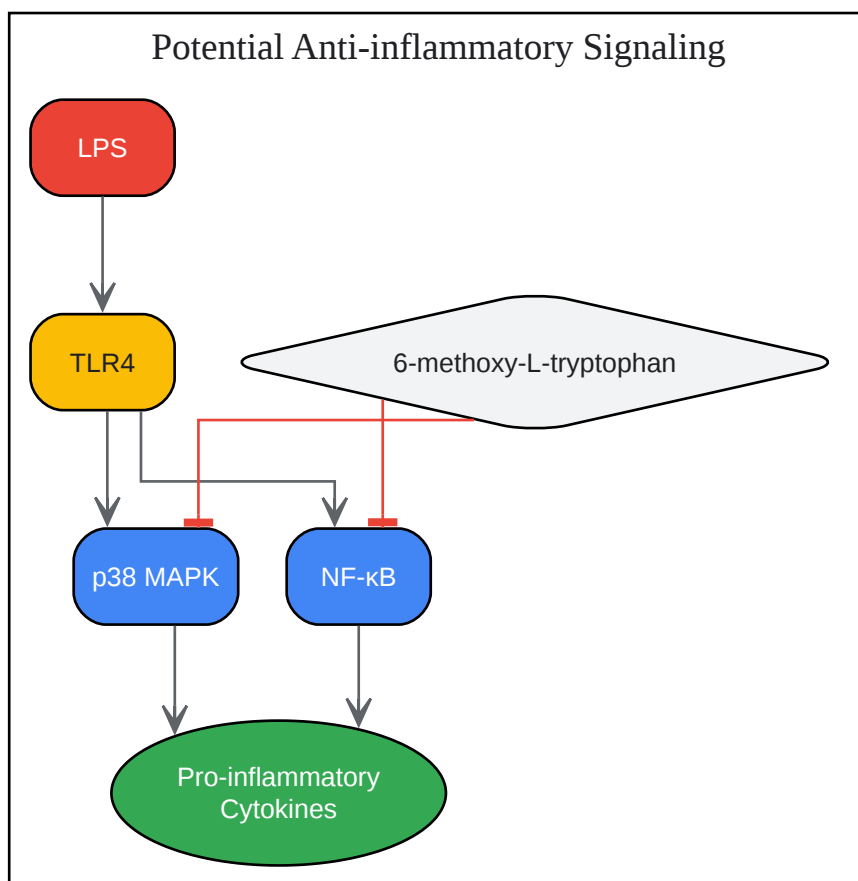 Potential Anti-inflammatory Signaling
LPS
TLR4
6-methoxy-L-tryptophan
p38 MAPK
NF-κB
Pro-inflammatory
Cytokines